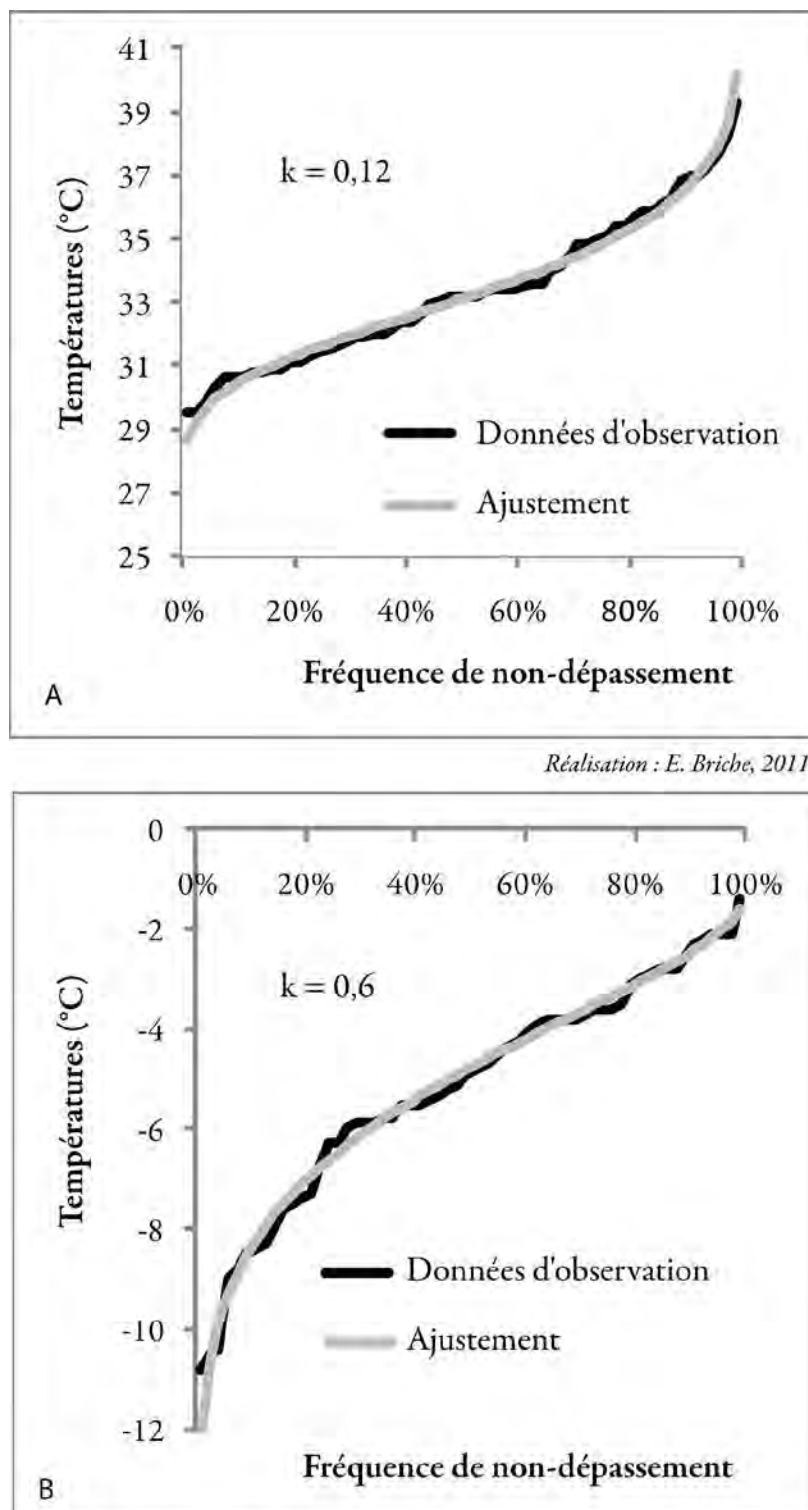 41
39
37
35
33
31
29
27
25
Températures (°C)
k = 0,12
Données d'observation
Ajustement
0% 20% 40% 60% 80% 100%
Fréquence de non-dépassement
A
Réalisation : E. Briche, 2011
0
-2
-4
-6
-8
-10
-12
0% 20% 40% 60% 80% 100%
Températures (°C)
k = 0,6
Données d'observation
Ajustement
Fréquence de non-dépassement
B